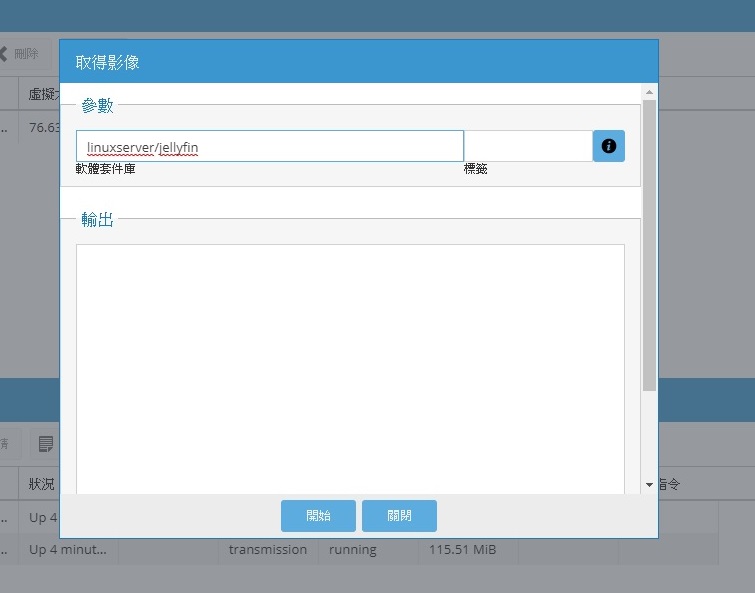 刪除
取得影像
參數
虛擬
76.63
linuxserver/jellyfin
軟體套件庫
標籤
輸出
狀況
指令
開始
關閉
Up 4
Up 4 minut...
transmission
running
115.51 MiB